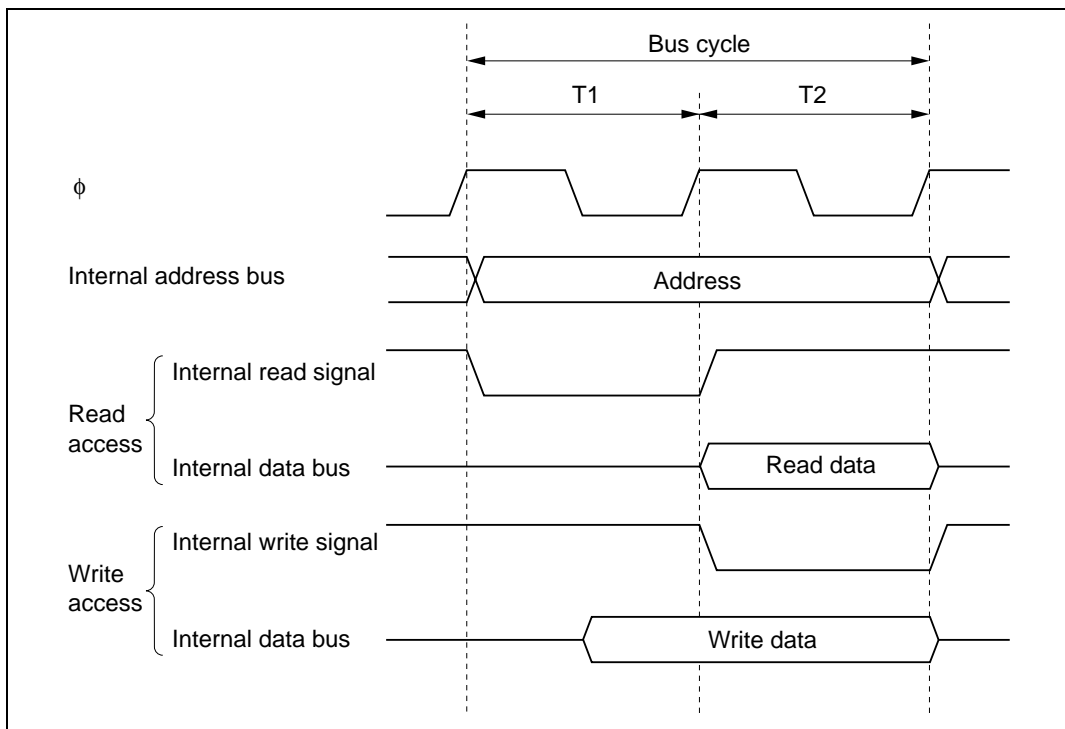 Bus cycle
T1
T2
ϕ
Internal address bus
Address
Internal read signal
Read
access
Internal data bus
Read data
Internal write signal
Write
access
Internal data bus
Write data